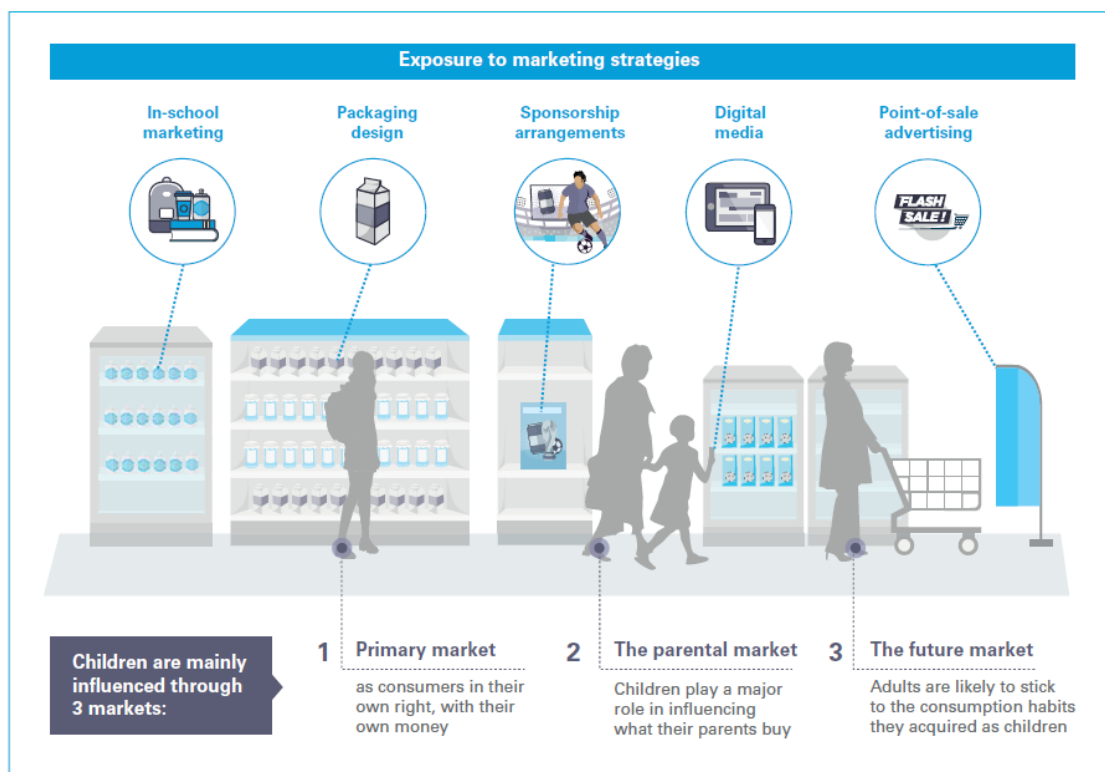 Exposure to marketing strategies
In-school
marketing
Packaging
design
Sponsorship
arrangements
Digital
media
Point-of-sale
advertising
FLASH
SALE!
Children are mainly
influenced through
3 markets:
1 Primary market
as consumers in their
own right, with their
own money
2 The parental market
Children play a major
role in influencing
what their parents buy
3 The future market
Adults are likely to stick
to the consumption habits
they acquired as children